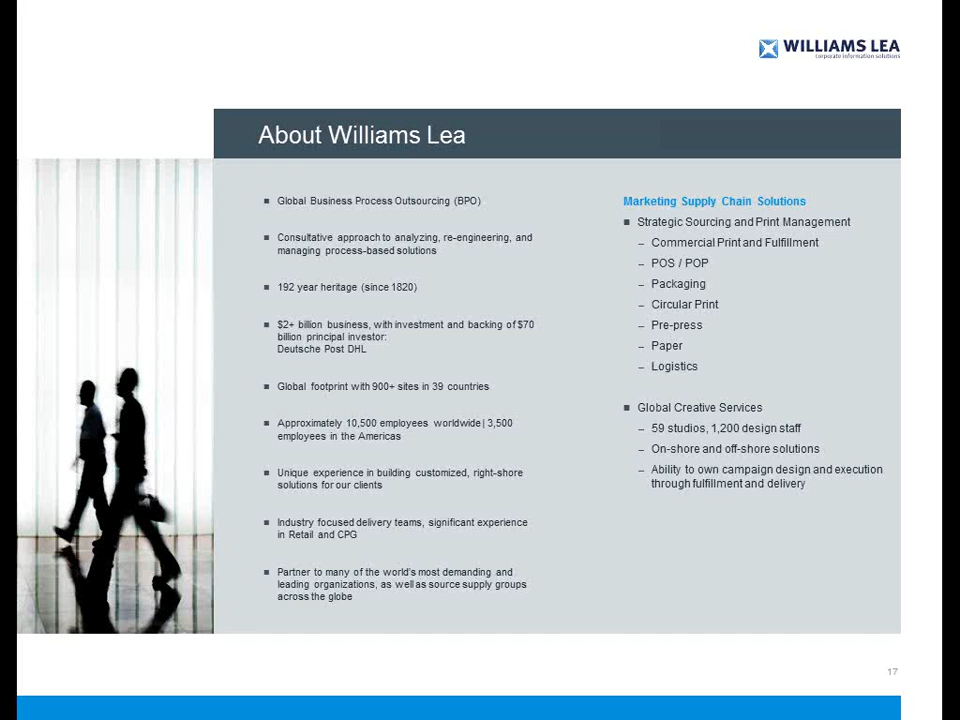 WILLIAMS LEA
corporate information solutions
About Williams Lea
■ Global Business Process Outsourcing (BPO)
■ Consultative approach to analyzing, re-engineering, and
managing process-based solutions
■ 192 year heritage (since 1820)
■ $2+ billion business, with investment and backing of $70
billion principal investor:
Deutsche Post DHL
■ Global footprint with 900+ sites in 39 countries
■ Approximately 10,500 employees worldwide | 3,500
employees in the Americas
■ Unique experience in building customized, right-shore
solutions for our clients
■ Industry focused delivery teams, significant experience
in Retail and CPG
■ Partner to many of the world's most demanding and
leading organizations, as well as source supply groups
across the globe
Marketing Supply Chain Solutions
■ Strategic Sourcing and Print Management
– Commercial Print and Fulfillment
– POS / POP
– Packaging
– Circular Print
– Pre-press
– Paper
– Logistics
■ Global Creative Services
– 59 studios, 1,200 design staff
– On-shore and off-shore solutions
– Ability to own campaign design and execution
through fulfillment and delivery
17